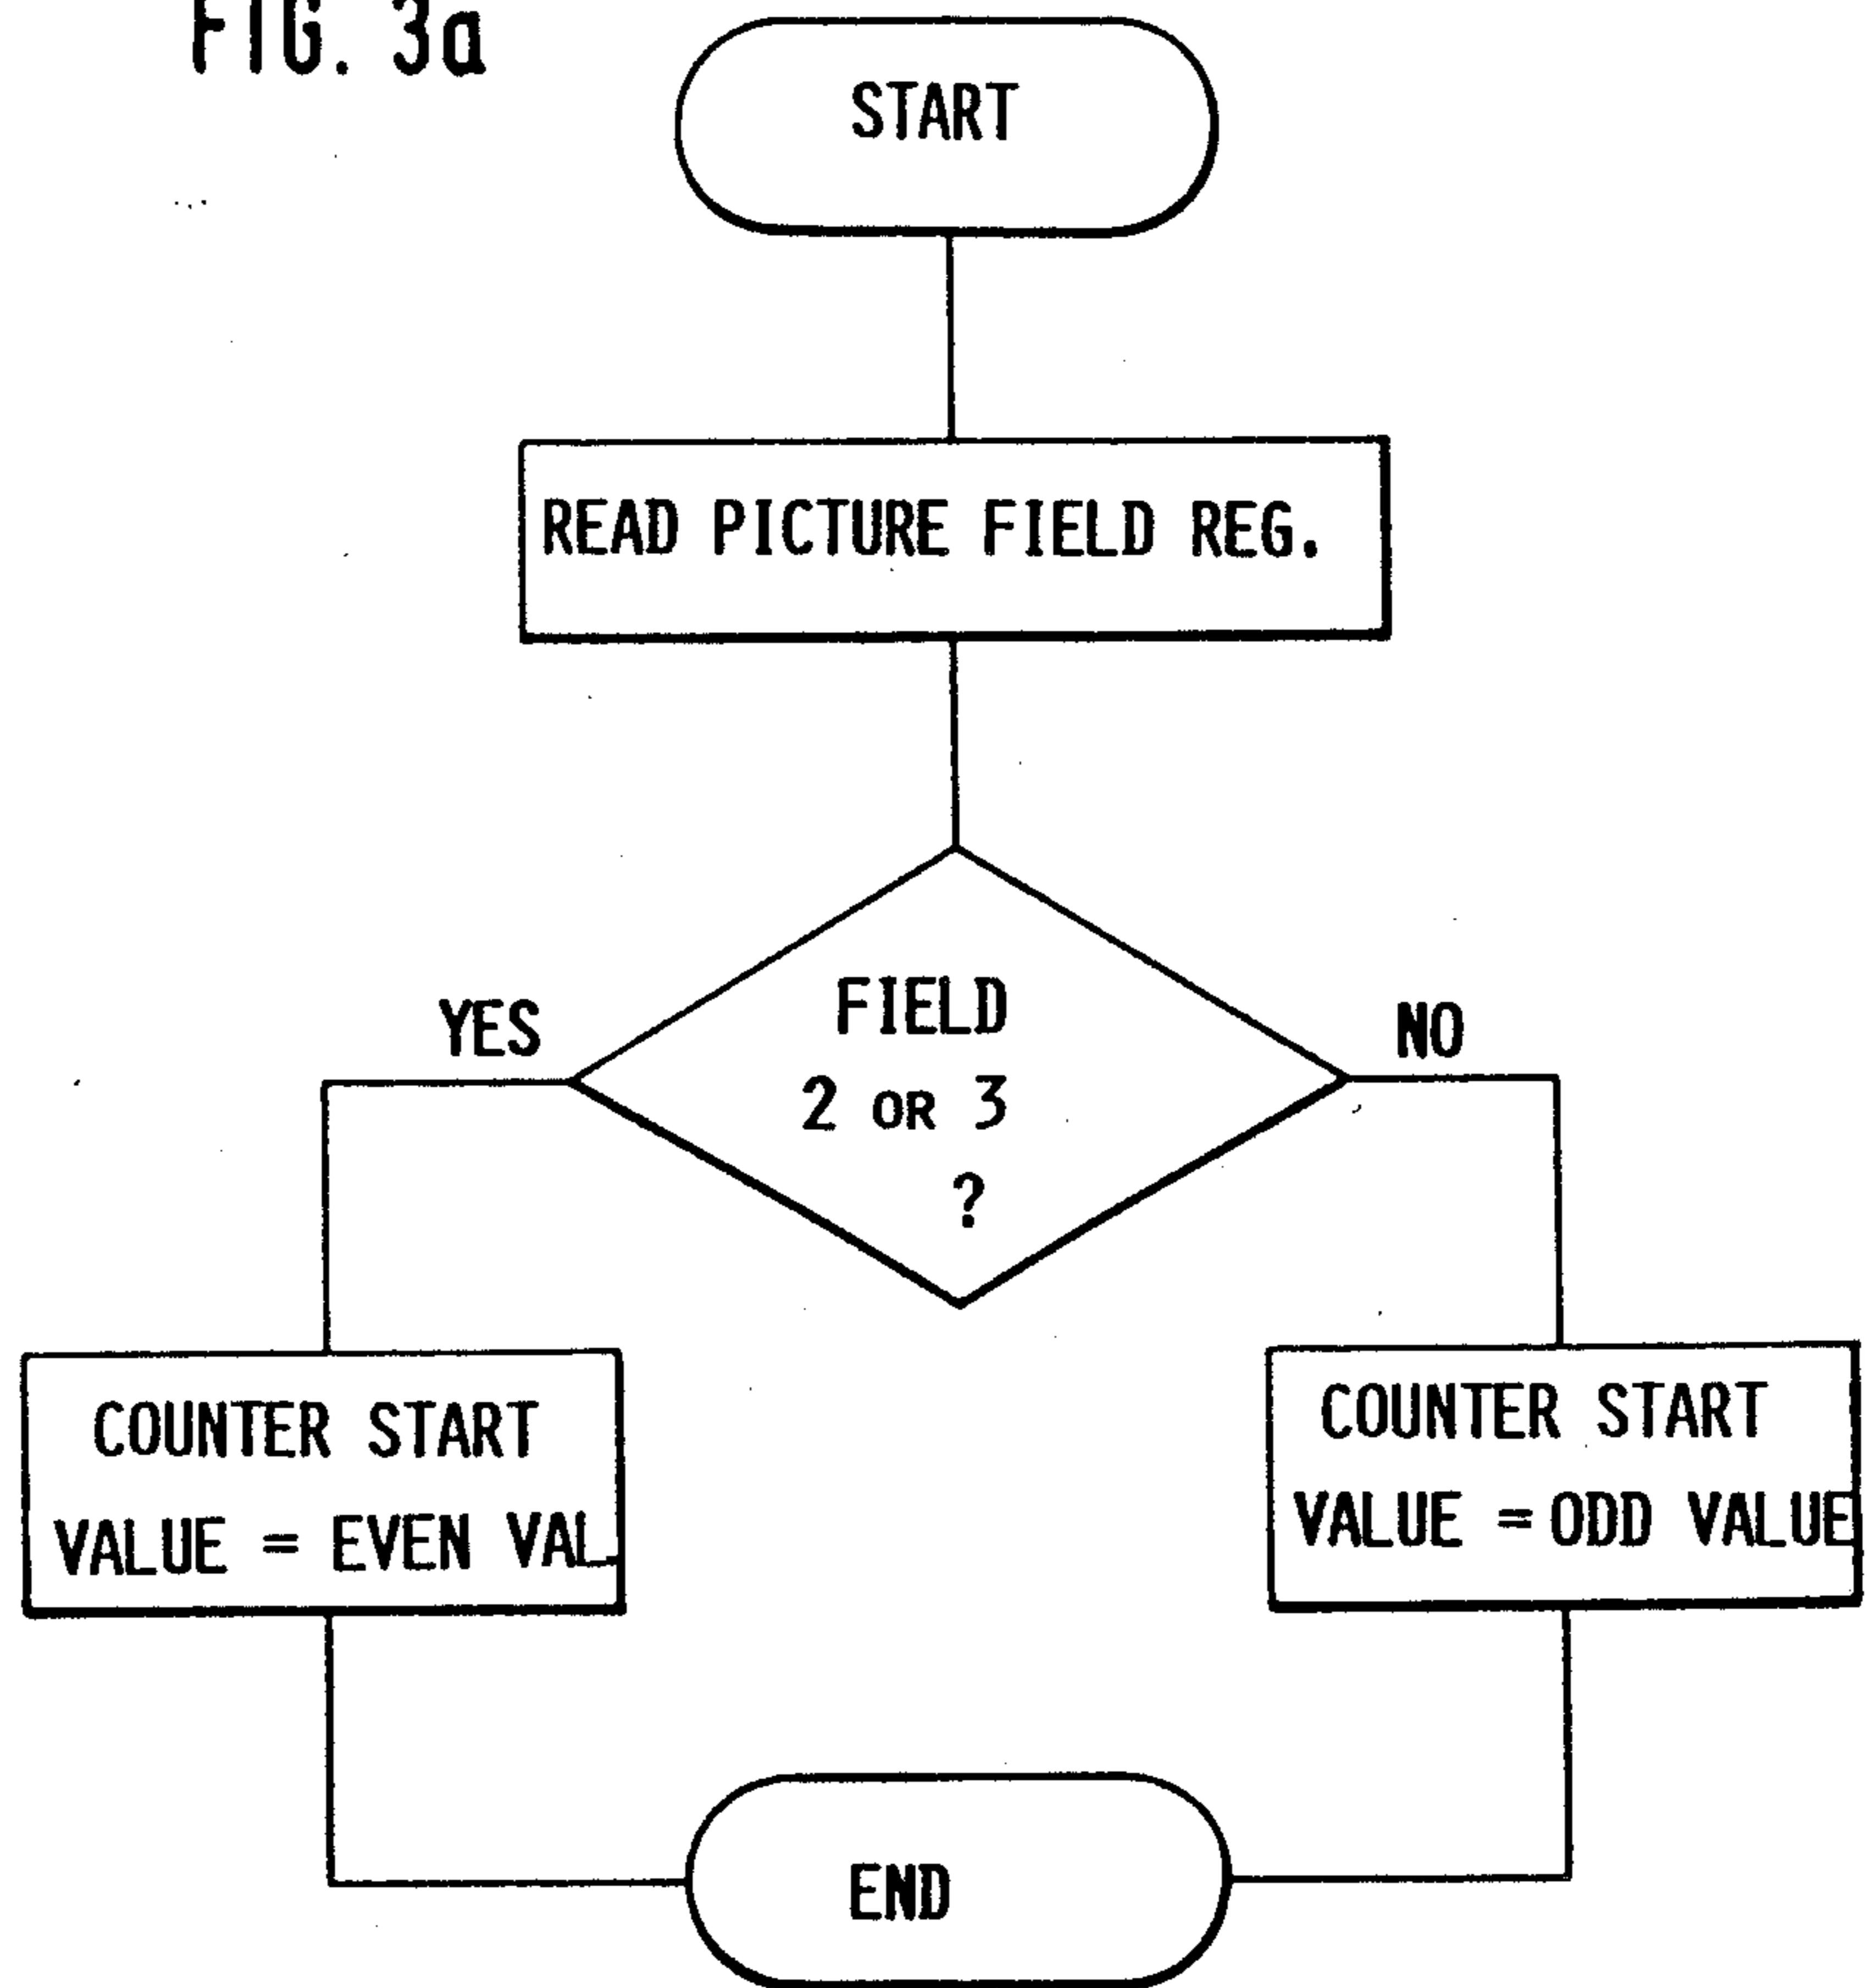 FIG. 3a
START
READ PICTURE FIELD REG.
FIELD
2 OR 3
?
YES
NO
COUNTER START
VALUE = EVEN VAL
COUNTER START
VALUE = ODD VALUE
END